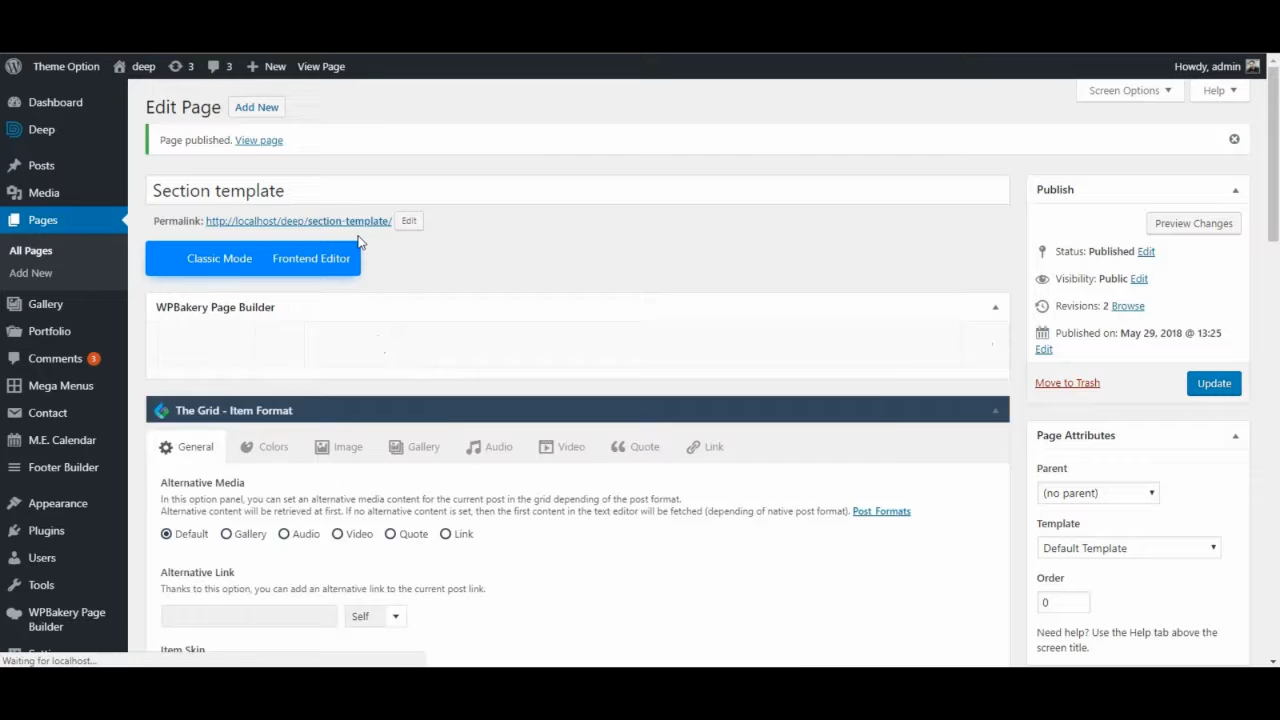 Theme Option deep 3 3 New View Page Howdy, admin
Screen Options Help
Dashboard
Deep
Posts
Media
Pages
All Pages
Add New
Gallery
Portfolio
Comments 3
Mega Menus
Contact
M.E. Calendar
Footer Builder
Appearance
Plugins
Users
Tools
WPBakery Page
Builder
Edit Page Add New
Page published. View page
Section template
Permalink: http://localhost/deep/section-template/ Edit
Classic Mode Frontend Editor
WPBakery Page Builder
The Grid - Item Format
General Colors Image Gallery Audio Video Quote Link
Alternative Media
In this option panel, you can set an alternative media content for the current post in the grid depending of the post format.
Alternative content will be retrieved at first. If no alternative content is set, then the first content in the text editor will be fetched (depending of native post format). Post Formats
Default Gallery Audio Video Quote Link
Alternative Link
Thanks to this option, you can add an alternative link to the current post link.
Self
Item Skin
Publish
Preview Changes
Status: Published Edit
Visibility: Public Edit
Revisions: 2 Browse
Published on: May 29, 2018 @ 13:25
Edit
Move to Trash Update
Page Attributes
Parent
(no parent)
Template
Default Template
Order
0
Need help? Use the Help tab above the
screen title.
Waiting for localhost...